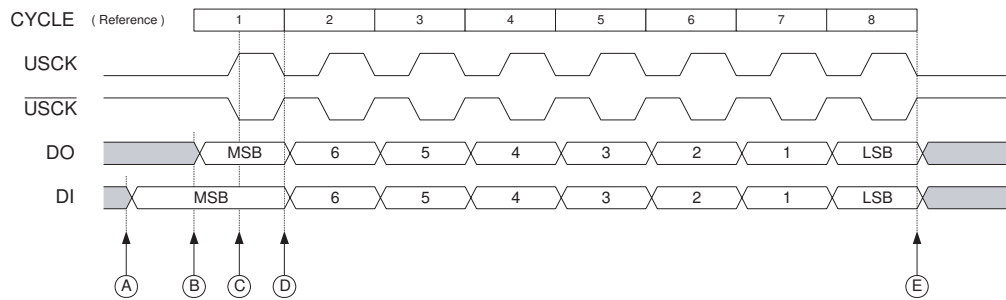 CYCLE ( Reference ) 1 2 3 4 5 6 7 8
USCK
USCK
DO MSB 6 5 4 3 2 1 LSB
DI MSB 6 5 4 3 2 1 LSB
A B C D E